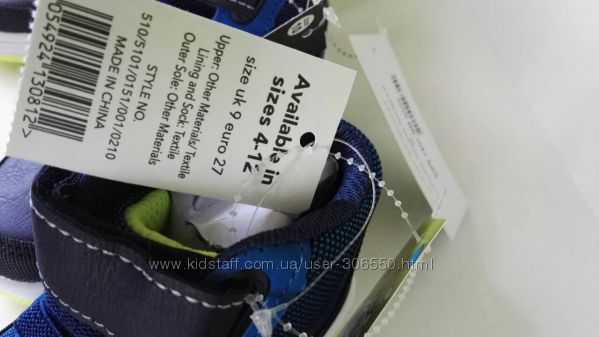 Available in
sizes 4-12
size uk 9 euro 27
Upper: Other Materials/Textile
Lining and Sock: Textile
Outer Sole: Other Materials
STYLE NO.
510/5101/0151/001/0210
MADE IN CHINA
054924 130812>
www.kidstaff.com.ua/user-306550.html